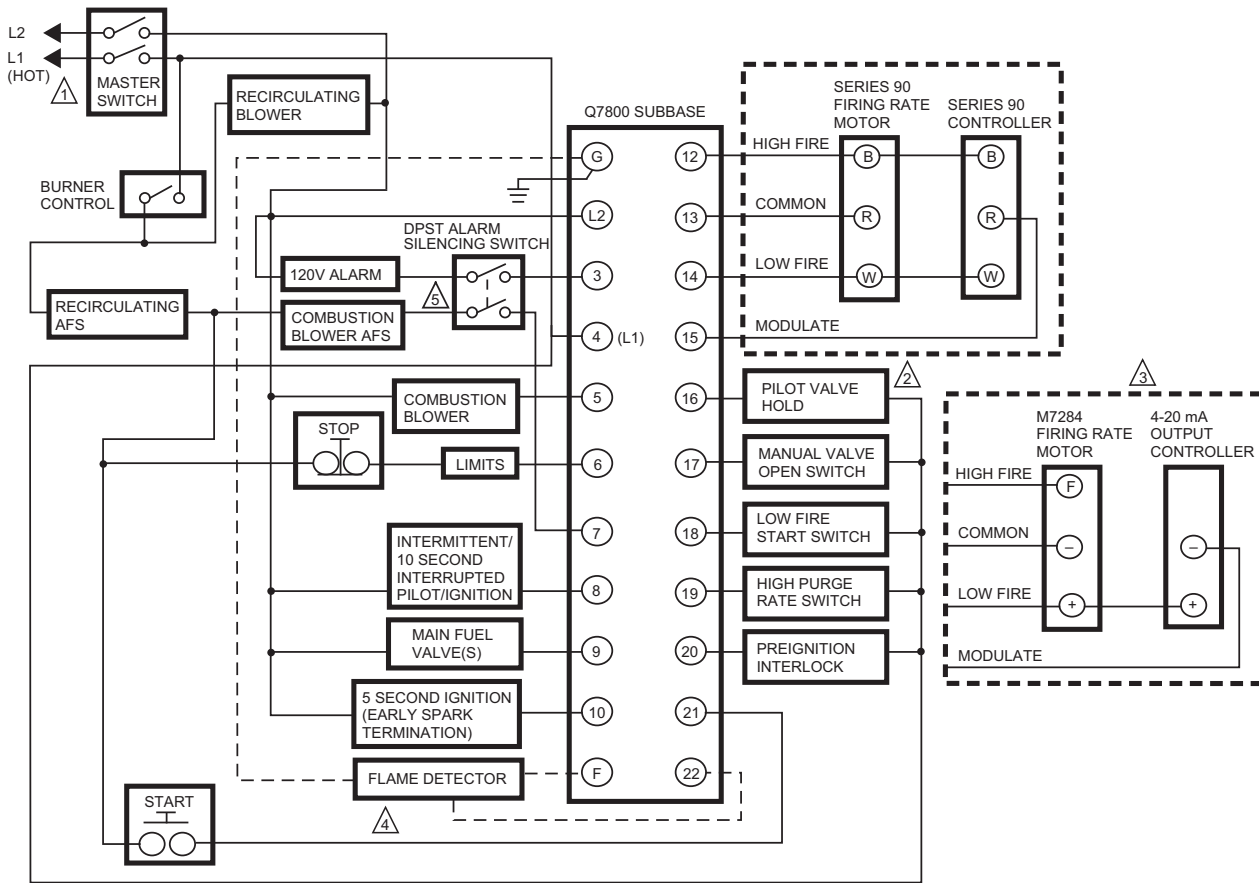 L2
L1
(HOT)
1
MASTER
SWITCH
RECIRCULATING
BLOWER
BURNER
CONTROL
RECIRCULATING
AFS
120V ALARM
COMBUSTION
BLOWER AFS
DPST ALARM
SILENCING SWITCH
5
COMBUSTION
BLOWER
STOP
LIMITS
INTERMITTENT/
10 SECOND
INTERRUPTED
PILOT/IGNITION
MAIN FUEL
VALVE(S)
5 SECOND IGNITION
(EARLY SPARK
TERMINATION)
FLAME DETECTOR
4
START
Q7800 SUBBASE
G
L2
3
4 (L1)
5
6
7
8
9
10
F
12
13
14
15
16
17
18
19
20
21
22
HIGH FIRE
COMMON
LOW FIRE
MODULATE
SERIES 90
FIRING RATE
MOTOR
B
R
W
SERIES 90
CONTROLLER
B
R
W
2
PILOT VALVE
HOLD
MANUAL VALVE
OPEN SWITCH
LOW FIRE
START SWITCH
HIGH PURGE
RATE SWITCH
PREIGNITION
INTERLOCK
3
M7284
FIRING RATE
MOTOR
4-20 mA
OUTPUT
CONTROLLER
HIGH FIRE
F
COMMON
–
–
LOW FIRE
+
+
MODULATE